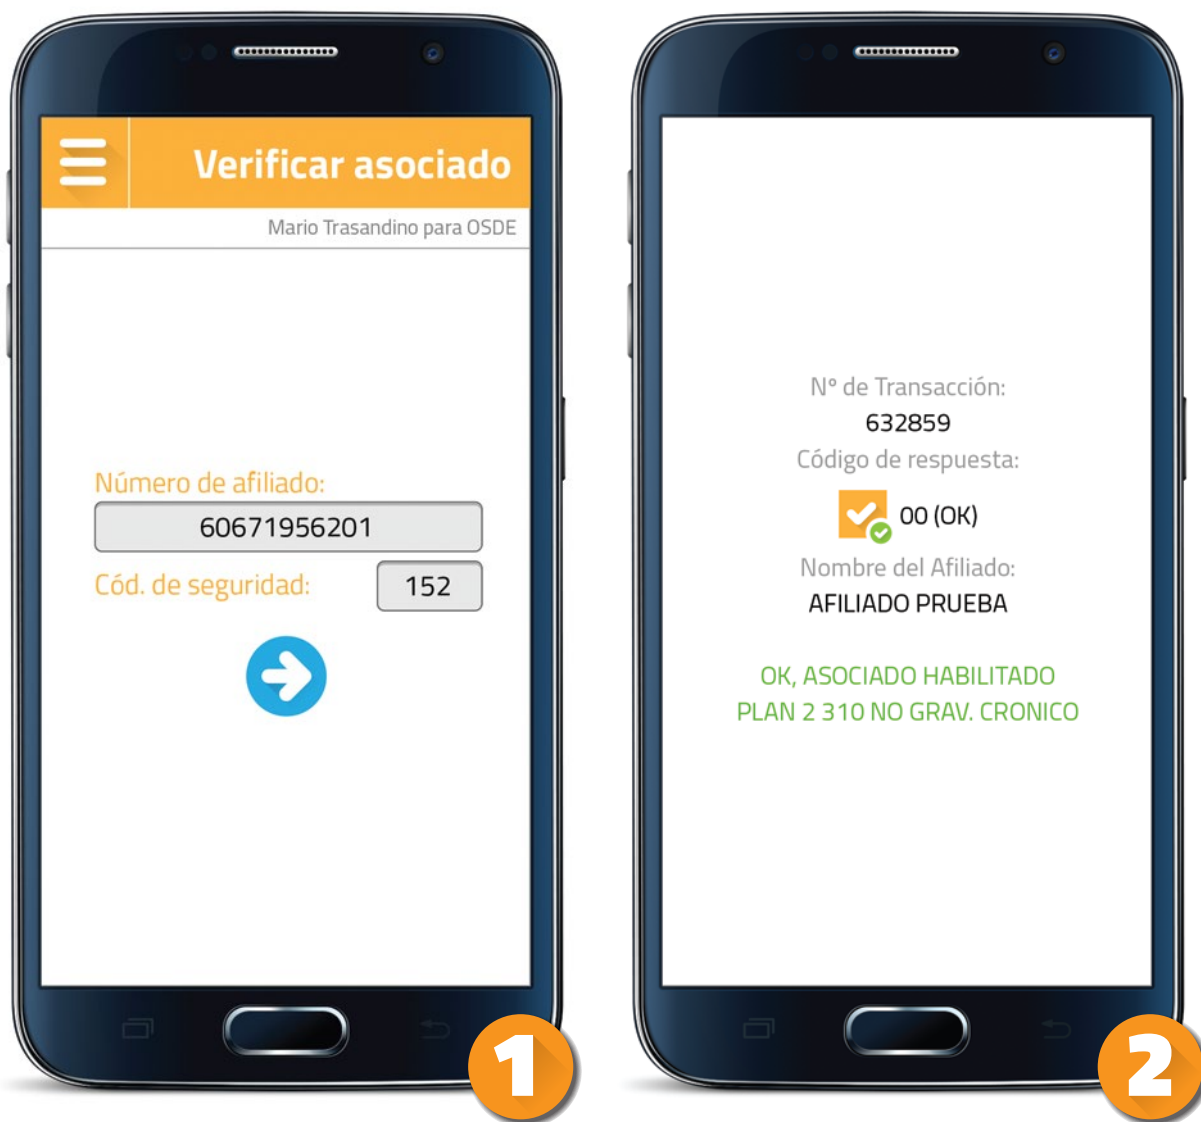 Verificar asociado
Mario Trasandino para OSDE
Número de afiliado:
60671956201
Cód. de seguridad:
152
1
Nº de Transacción:
632859
Código de respuesta:
00 (OK)
Nombre del Afiliado:
AFILIADO PRUEBA
OK, ASOCIADO HABILITADO
PLAN 2 310 NO GRAV. CRONICO
2